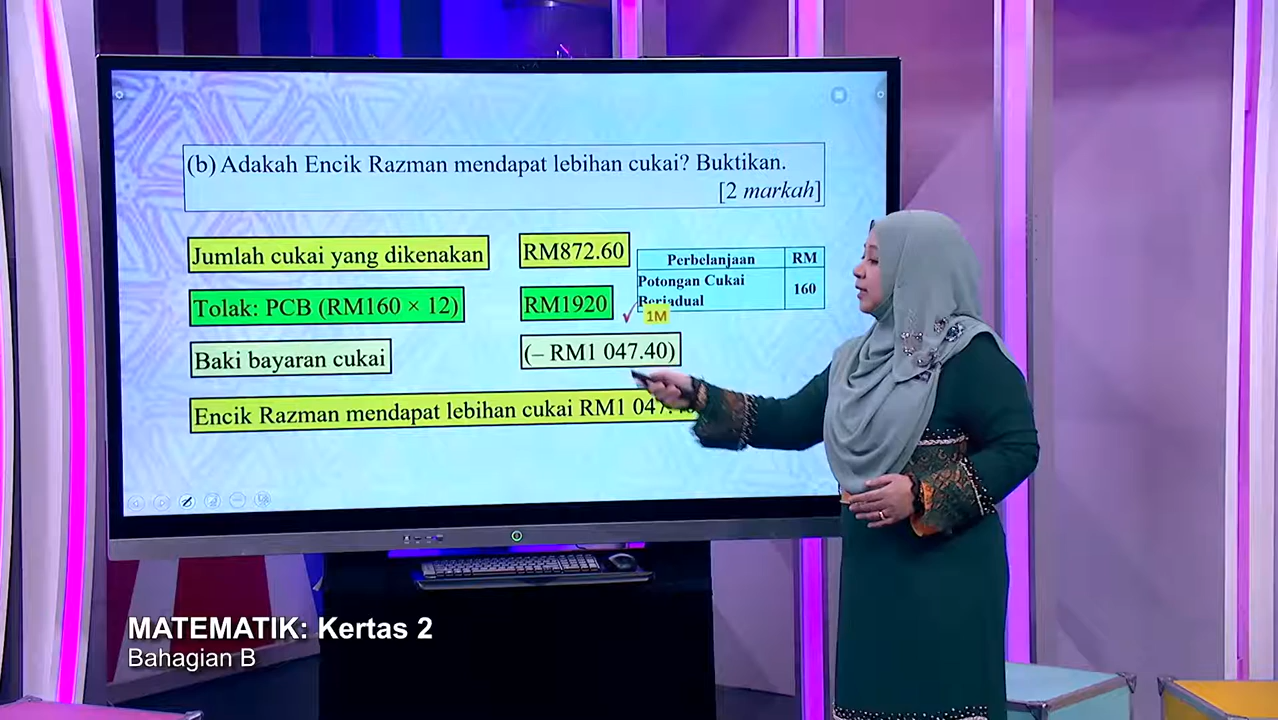 (b) Adakah Encik Razman mendapat lebihan cukai? Buktikan.
[2 markah]
Jumlah cukai yang dikenakan RM872.60
Perbelanjaan RM
Tolak: PCB (RM160 × 12) RM1920
Potongan Cukai
Berjadual 160
1M
Baki bayaran cukai (– RM1 047.40)
Encik Razman mendapat lebihan cukai RM1 047.
MATEMATIK: Kertas 2
Bahagian B